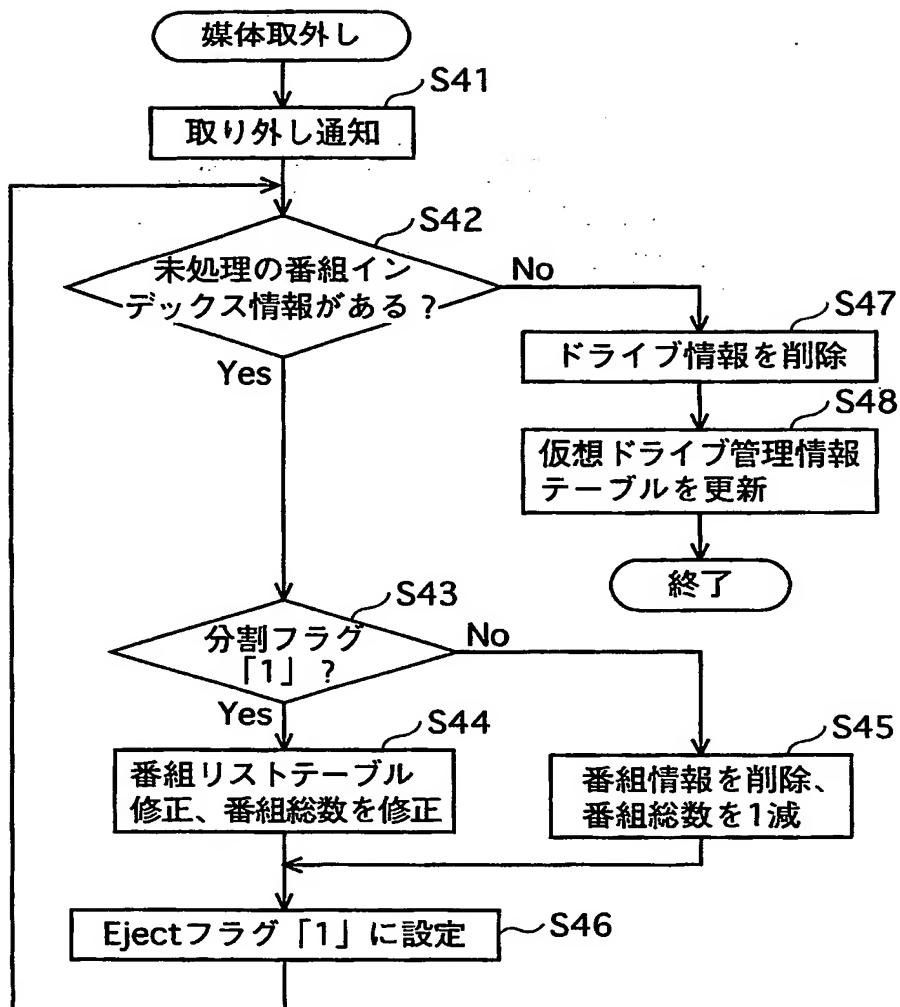 媒体取外し
S41
取り外し通知
S42
未処理の番組イン
デックス情報がある？
No
Yes
S47
ドライブ情報を削除
S48
仮想ドライブ管理情報
テーブルを更新
終了
S43
分割フラグ
「1」？
No
Yes
S44
番組リストテーブル
修正、番組総数を修正
S45
番組情報を削除、
番組総数を1減
Ejectフラグ「1」に設定
S46